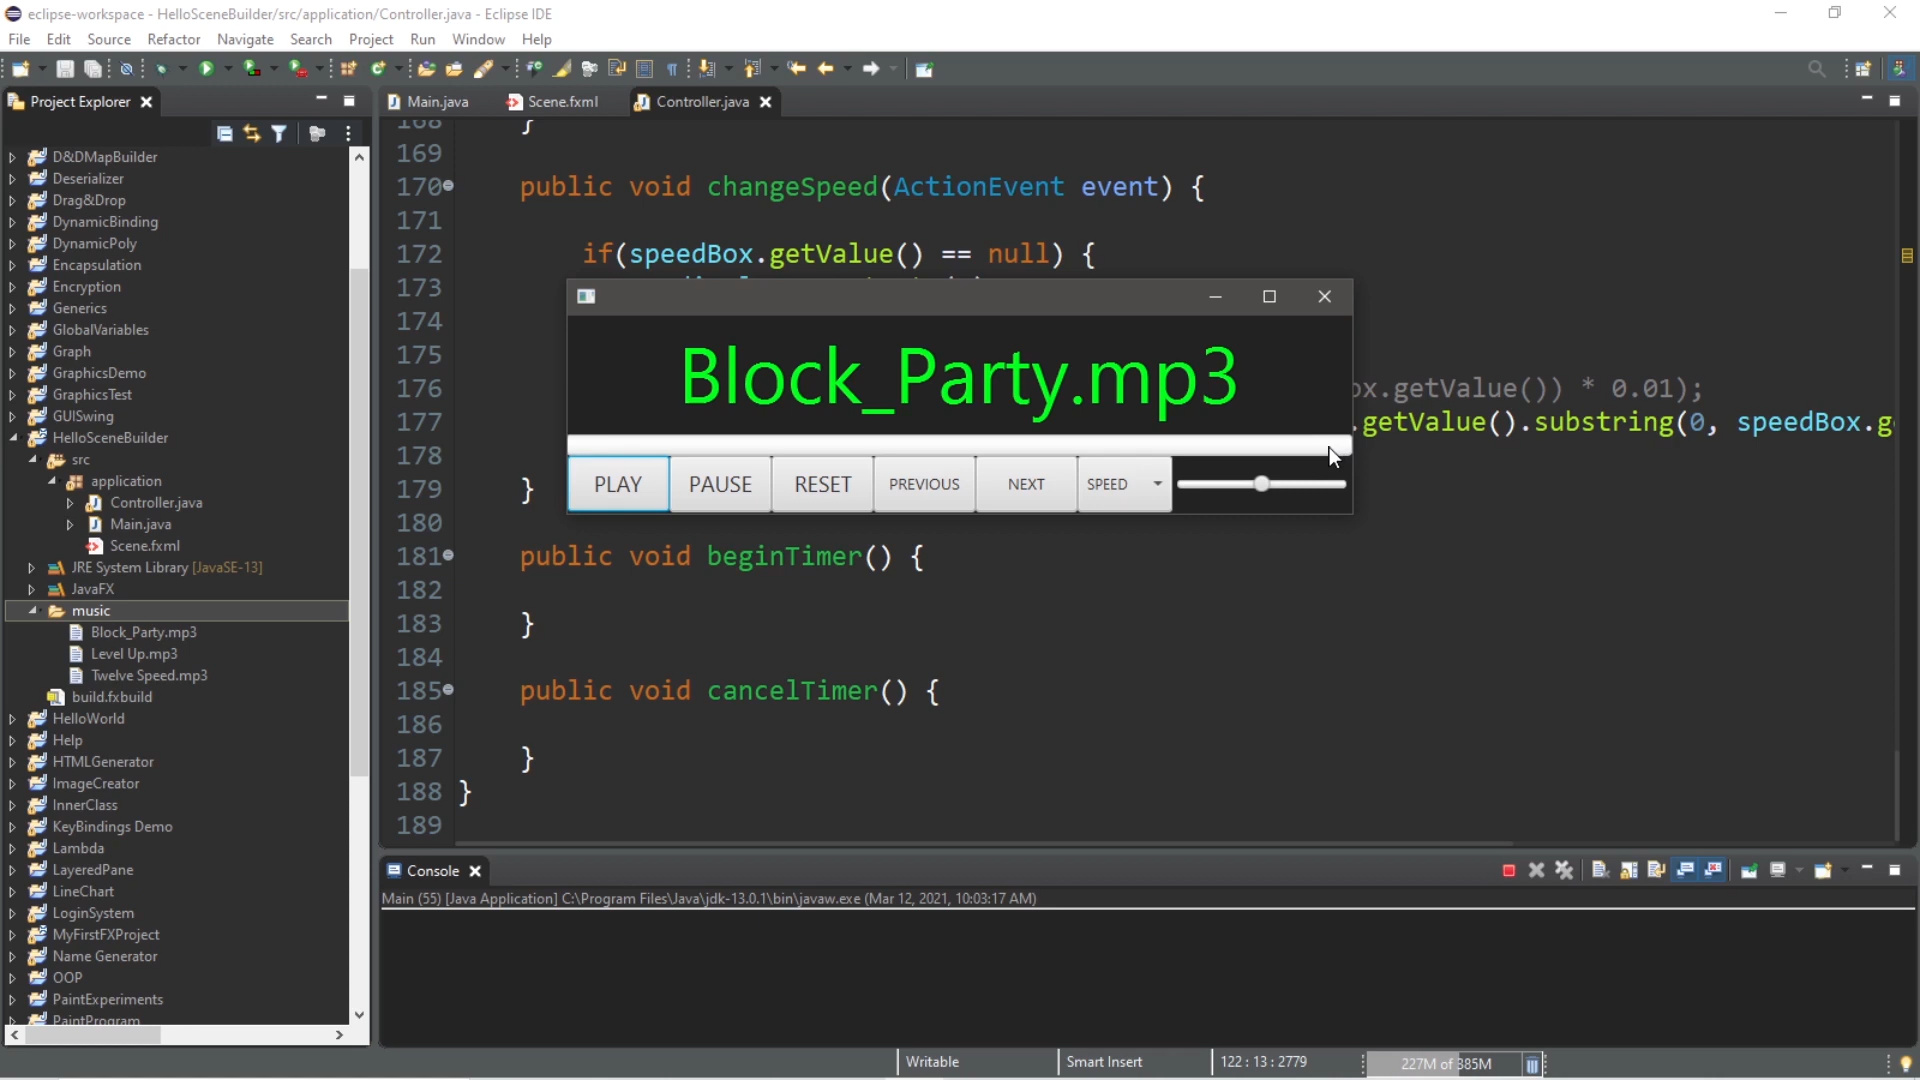 eclipse-workspace - HelloSceneBuilder/src/application/Controller.java - Eclipse IDE
File Edit Source Refactor Navigate Search Project Run Window Help
Project Explorer
Main.java Scene.fxml Controller.java
D&DMapBuilder
Deserializer
Drag&Drop
DynamicBinding
DynamicPoly
Encapsulation
Encryption
Generics
GlobalVariables
Graph
GraphicsDemo
GraphicsTest
GUISwing
HelloSceneBuilder
src
application
Controller.java
Main.java
Scene.fxml
JRE System Library [JavaSE-13]
JavaFX
music
Block_Party.mp3
Level Up.mp3
Twelve Speed.mp3
build.fxbuild
HelloWorld
Help
HTMLGenerator
ImageCreator
InnerClass
KeyBindings Demo
Lambda
LayeredPane
LineChart
LoginSystem
MyFirstFXProject
Name Generator
OOP
PaintExperiments
PaintProgram
168 }
169
170 public void changeSpeed(ActionEvent event) {
171
172 if(speedBox.getValue() == null) {
173
174
175
176 ox.getValue()) * 0.01);
177 .getValue().substring(0, speedBox.g
178
179 }
180
181 public void beginTimer() {
182
183 }
184
185 public void cancelTimer() {
186
187 }
188 }
189
Block_Party.mp3
PLAY PAUSE RESET PREVIOUS NEXT SPEED
Console
Main (55) [Java Application] C:\Program Files\Java\jdk-13.0.1\bin\javaw.exe (Mar 12, 2021, 10:03:17 AM)
Writable Smart Insert 122 : 13 : 2779 227M of 385M